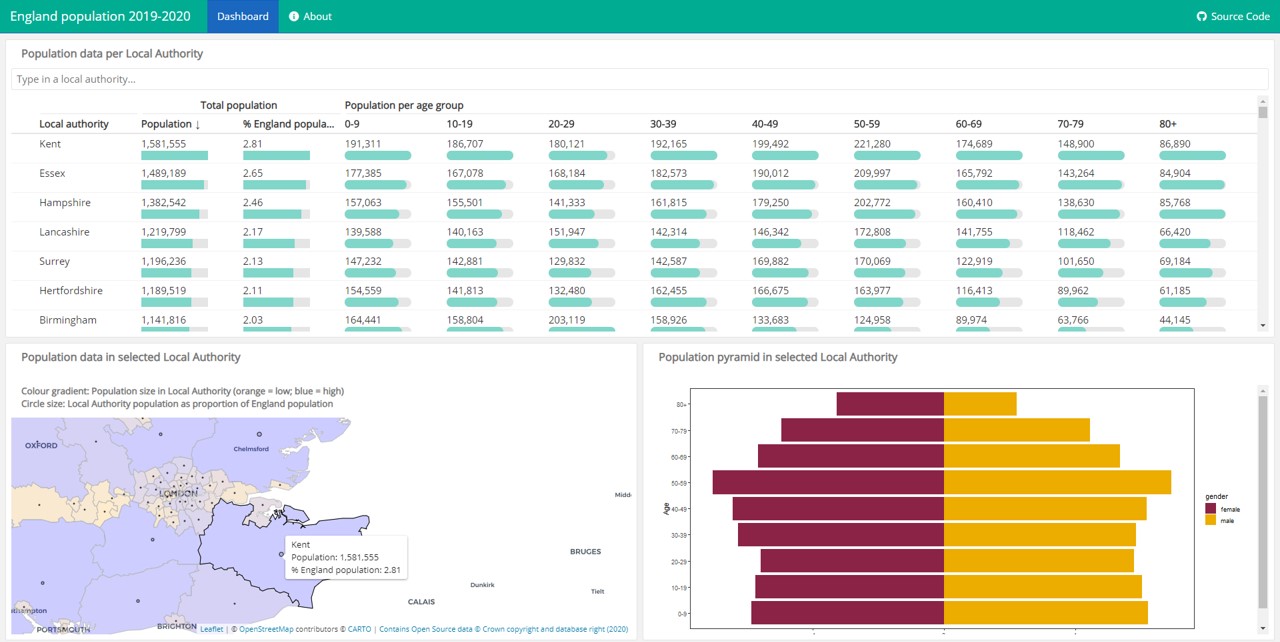 England population 2019-2020 Dashboard About Source Code
Population data per Local Authority
Type in a local authority...
Total population Population per age group
Local authority Population ↓ % England popula... 0-9 10-19 20-29 30-39 40-49 50-59 60-69 70-79 80+
Kent 1,581,555 2.81 191,311 186,707 180,121 192,165 199,492 221,280 174,689 148,900 86,890
Essex 1,489,189 2.65 177,385 167,078 168,184 182,573 190,012 209,997 165,792 143,264 84,904
Hampshire 1,382,542 2.46 157,063 155,501 141,333 161,815 179,250 202,772 160,410 138,630 85,768
Lancashire 1,219,799 2.17 139,588 140,163 151,947 142,314 146,342 172,808 141,755 118,462 66,420
Surrey 1,196,236 2.13 147,232 142,881 129,832 142,587 169,882 170,069 122,919 101,650 69,184
Hertfordshire 1,189,519 2.11 154,559 141,813 132,480 162,455 166,675 163,977 116,413 89,962 61,185
Birmingham 1,141,816 2.03 164,441 158,804 203,119 158,926 133,683 124,958 89,974 63,766 44,145
Population data in selected Local Authority
Colour gradient: Population size in Local Authority (orange = low; blue = high)
Circle size: Local Authority population as proportion of England population
OXFORD
Chelmsford
LONDON
Midd
Kent
Population: 1,581,555
% England population: 2.81
BRUGES
Dunkirk
Tielt
CALAIS
uthampton
PORTSMOUTH
BRIGHTON
Leaflet | © OpenStreetMap contributors © CARTO | Contains Open Source data © Crown copyright and database right (2020)
Population pyramid in selected Local Authority
80+
70-79
60-69
50-59
40-49
30-39
20-29
10-19
0-9
Age
gender
female
male